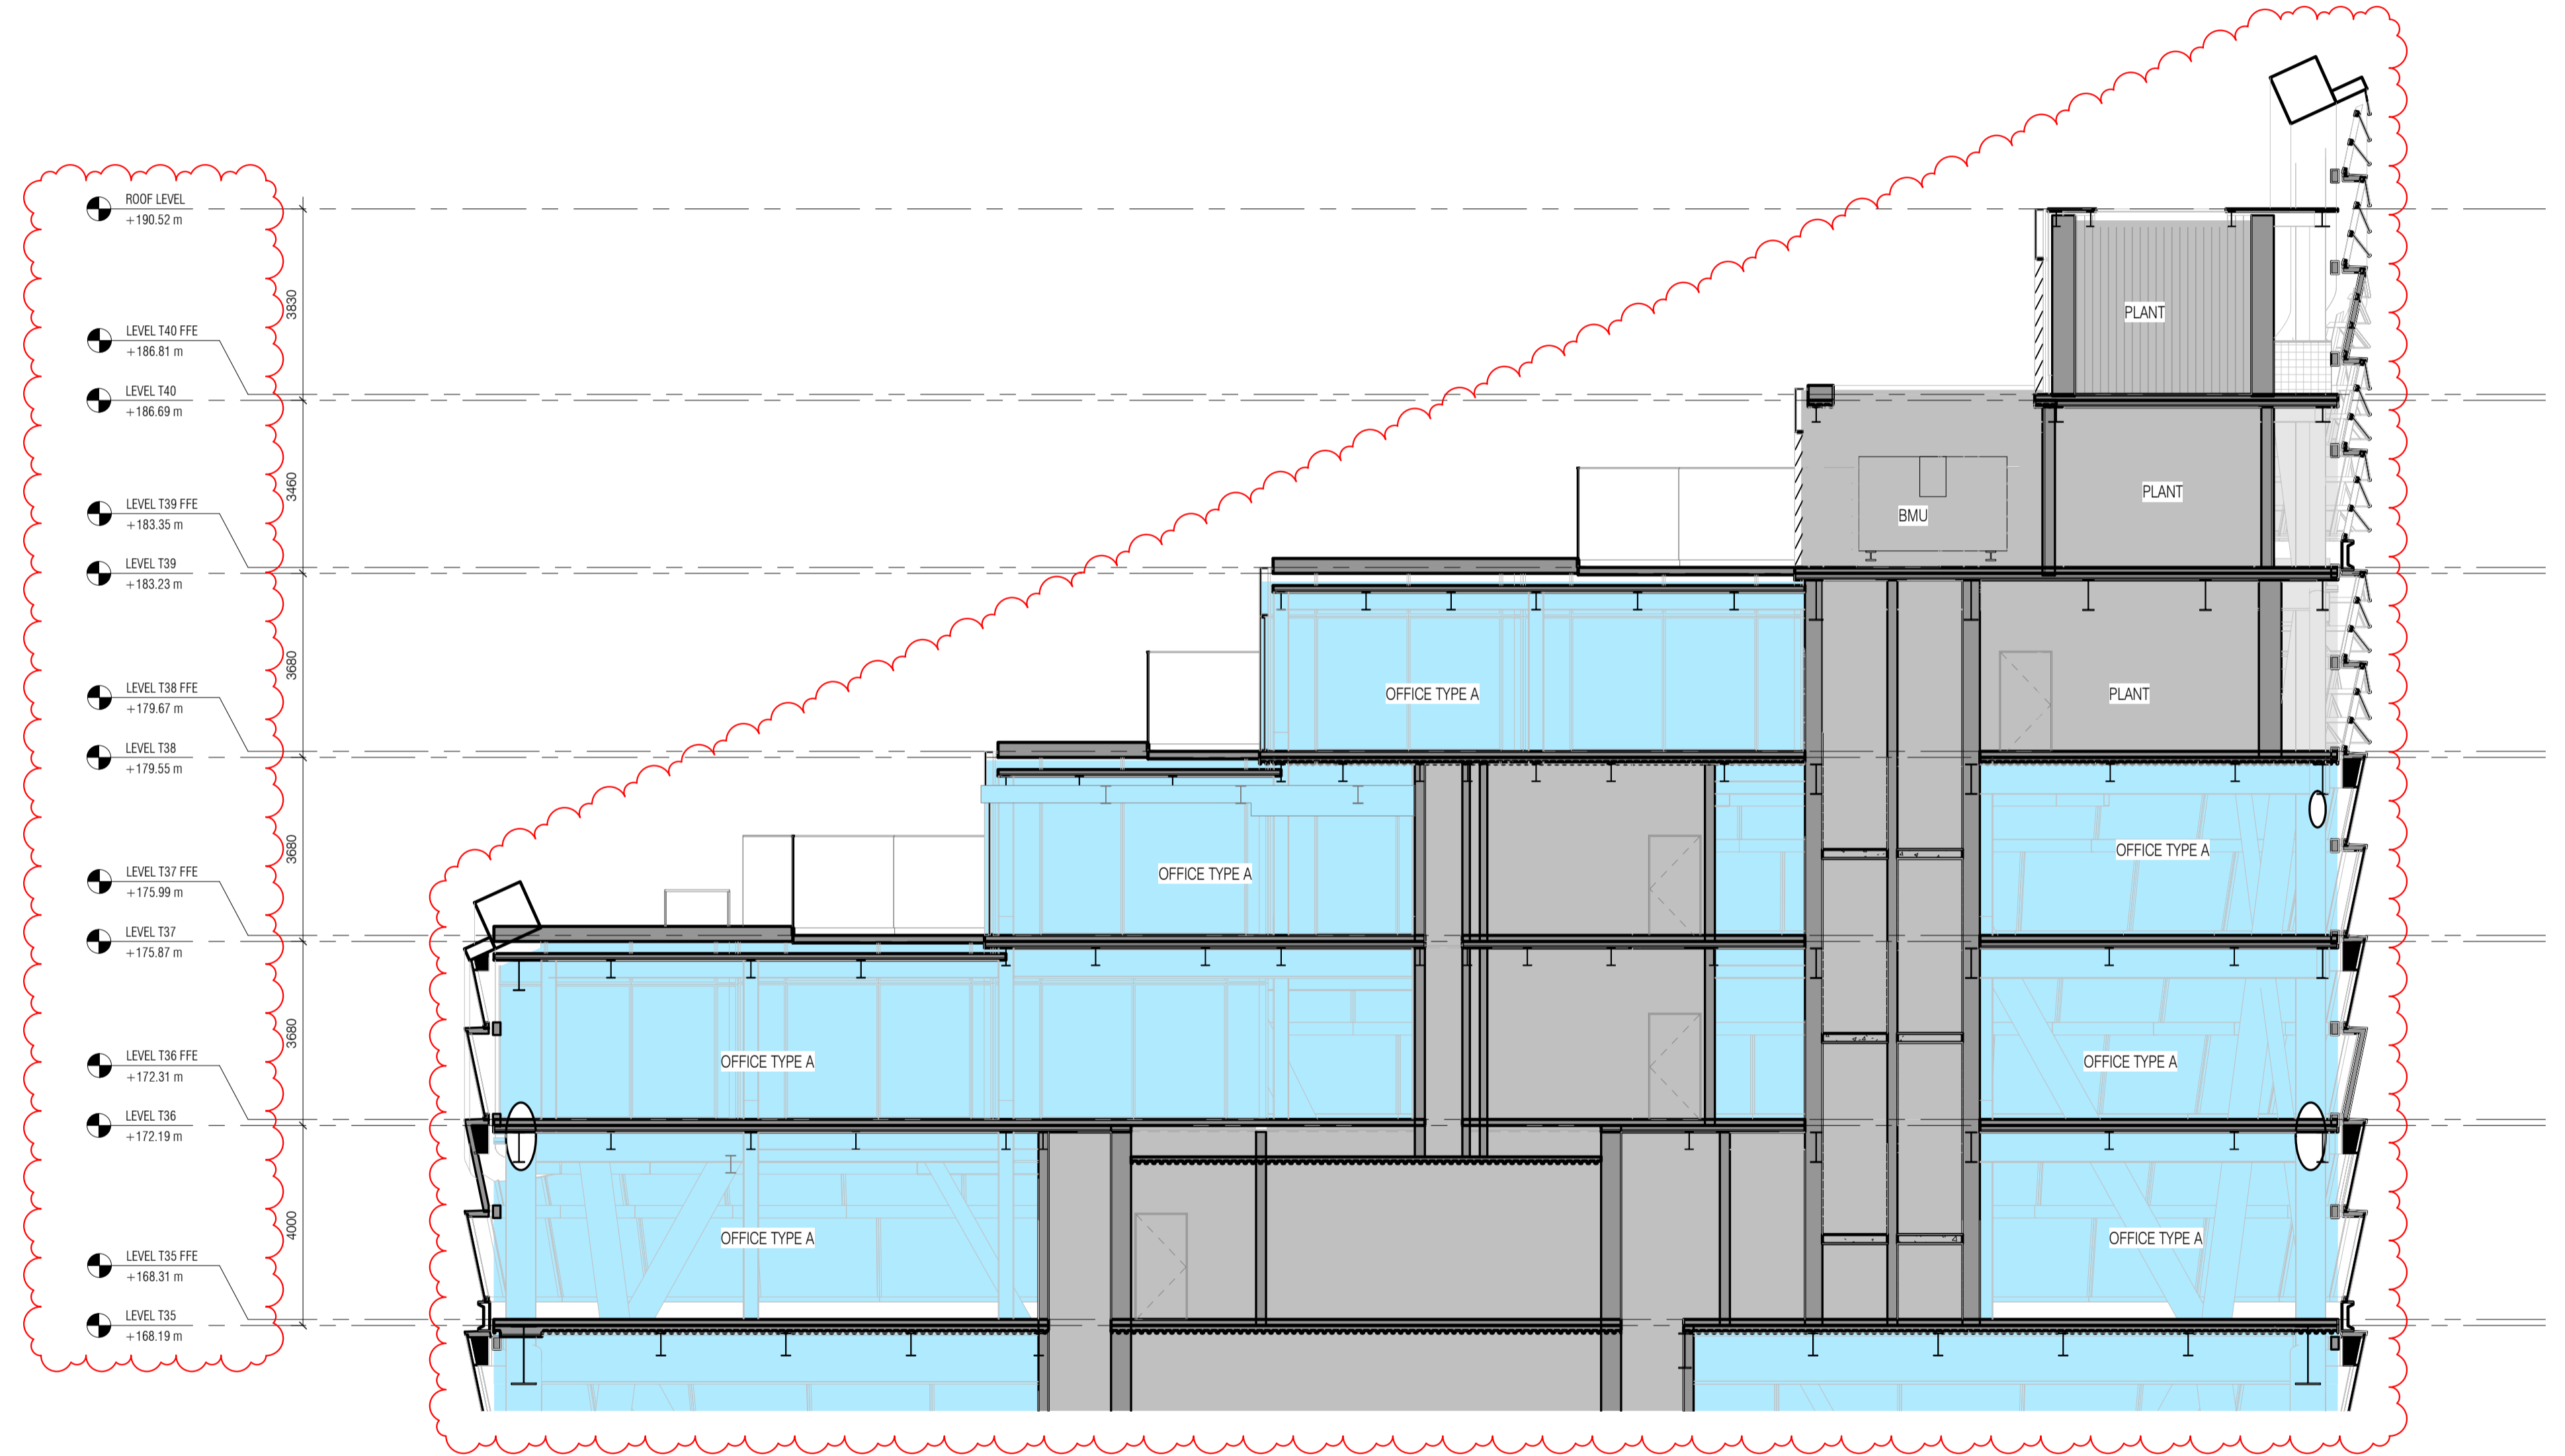 ROOF LEVEL
+190.52 m
3830
LEVEL T40 FFE
+186.81 m
LEVEL T40
+186.69 m
3460
LEVEL T39 FFE
+183.35 m
LEVEL T39
+183.23 m
3680
LEVEL T38 FFE
+179.67 m
LEVEL T38
+179.55 m
3680
LEVEL T37 FFE
+175.99 m
LEVEL T37
+175.87 m
3680
LEVEL T36 FFE
+172.31 m
LEVEL T36
+172.19 m
4000
LEVEL T35 FFE
+168.31 m
LEVEL T35
+168.19 m
PLANT
PLANT
BMU
OFFICE TYPE A
PLANT
OFFICE TYPE A
OFFICE TYPE A
OFFICE TYPE A
OFFICE TYPE A
OFFICE TYPE A
OFFICE TYPE A